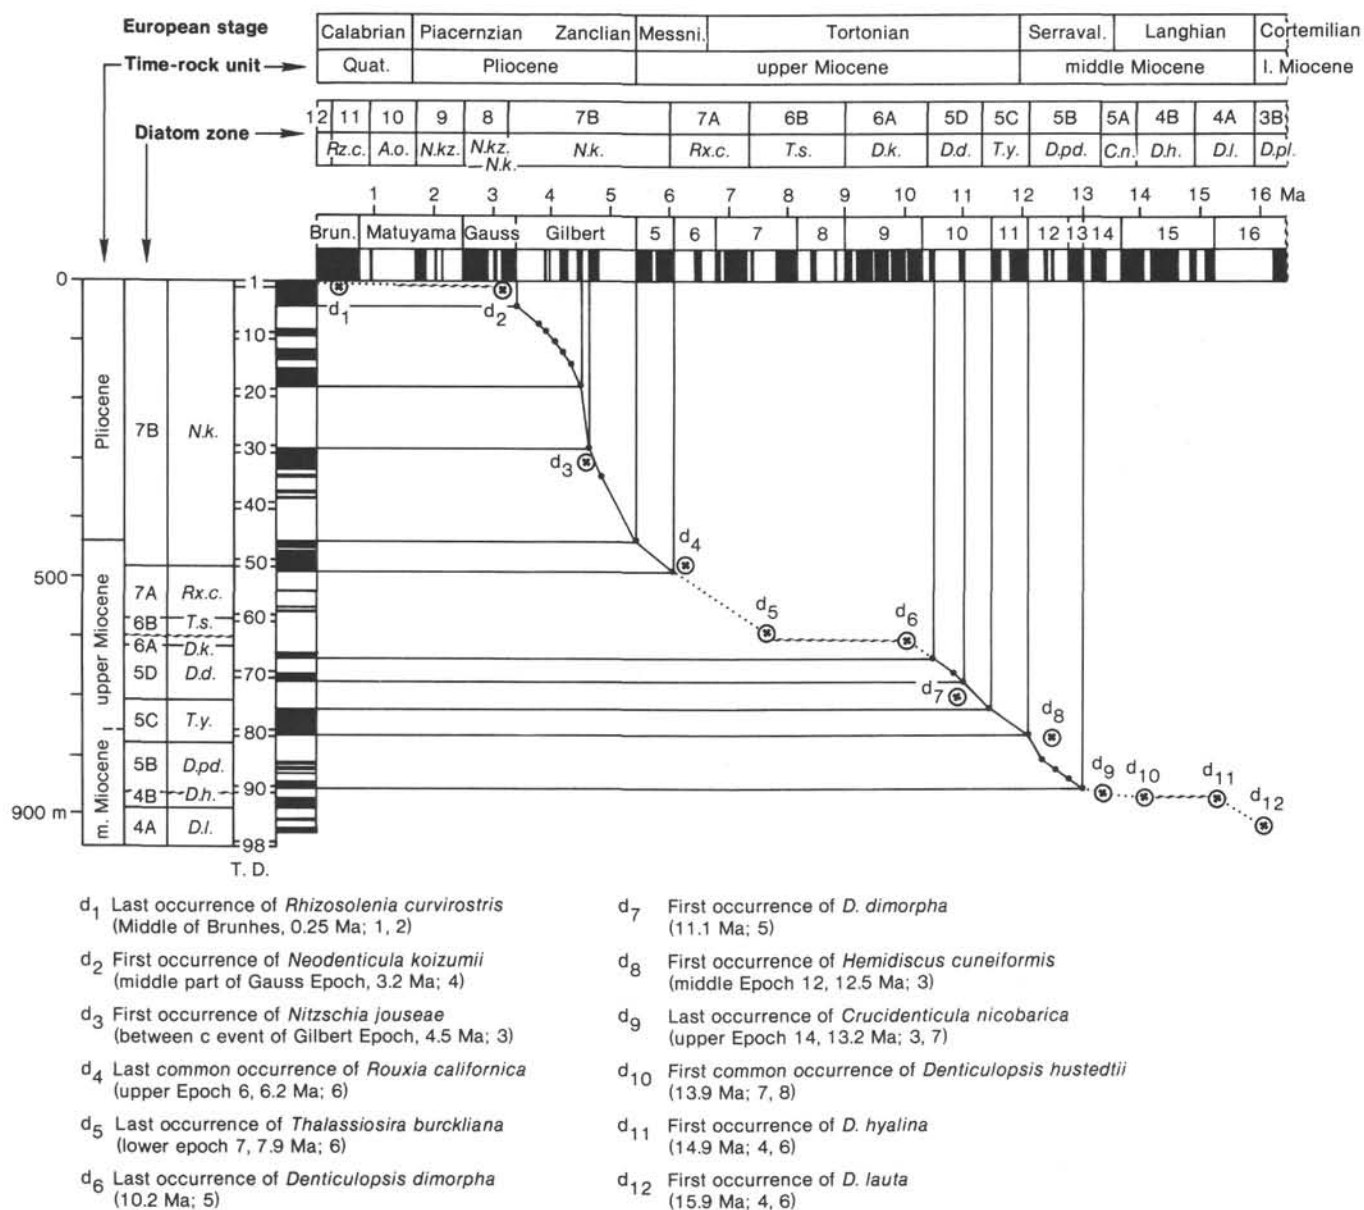 European stage
Calabrian Piacernzian Zanclian Messni. Tortonian Serraval. Langhian Cortemilian
Time-rock unit
Quat. Pliocene upper Miocene middle Miocene l. Miocene
Diatom zone
12 11 10 9 8 7B 7A 6B 6A 5D 5C 5B 5A 4B 4A 3B
Rz.c. A.o. N.kz. N.kz. N.k. N.k. Rx.c. T.s. D.k. D.d. T.y. D.pd. C.n. D.h. D.l. D.pl.
1 2 3 4 5 6 7 8 9 10 11 12 13 14 15 16 Ma
Brun. Matuyama Gauss Gilbert 5 6 7 8 9 10 11 12 13 14 15 16
0
500
900 m
Pliocene
upper Miocene
m. Miocene
7B N.k.
7A Rx.c.
6B T.s.
6A D.k.
5D D.d.
5C T.y.
5B D.pd.
4B D.h.
4A D.l.
1
10
20
30
40
50
60
70
80
90
98
T. D.
d1
d2
d3
d4
d5
d6
d7
d8
d9
d10
d11
d12
d1 Last occurrence of Rhizosolenia curvirostris
(Middle of Brunhes, 0.25 Ma; 1, 2)
d2 First occurrence of Neodenticula koizumii
(middle part of Gauss Epoch, 3.2 Ma; 4)
d3 First occurrence of Nitzschia jouseae
(between c event of Gilbert Epoch, 4.5 Ma; 3)
d4 Last common occurrence of Rouxia californica
(upper Epoch 6, 6.2 Ma; 6)
d5 Last occurrence of Thalassiosira burckliana
(lower epoch 7, 7.9 Ma; 6)
d6 Last occurrence of Denticulopsis dimorpha
(10.2 Ma; 5)
d7 First occurrence of D. dimorpha
(11.1 Ma; 5)
d8 First occurrence of Hemidiscus cuneiformis
(middle Epoch 12, 12.5 Ma; 3)
d9 Last occurrence of Crucidenticula nicobarica
(upper Epoch 14, 13.2 Ma; 3, 7)
d10 First common occurrence of Denticulopsis hustedtii
(13.9 Ma; 7, 8)
d11 First occurrence of D. hyalina
(14.9 Ma; 4, 6)
d12 First occurrence of D. lauta
(15.9 Ma; 4, 6)